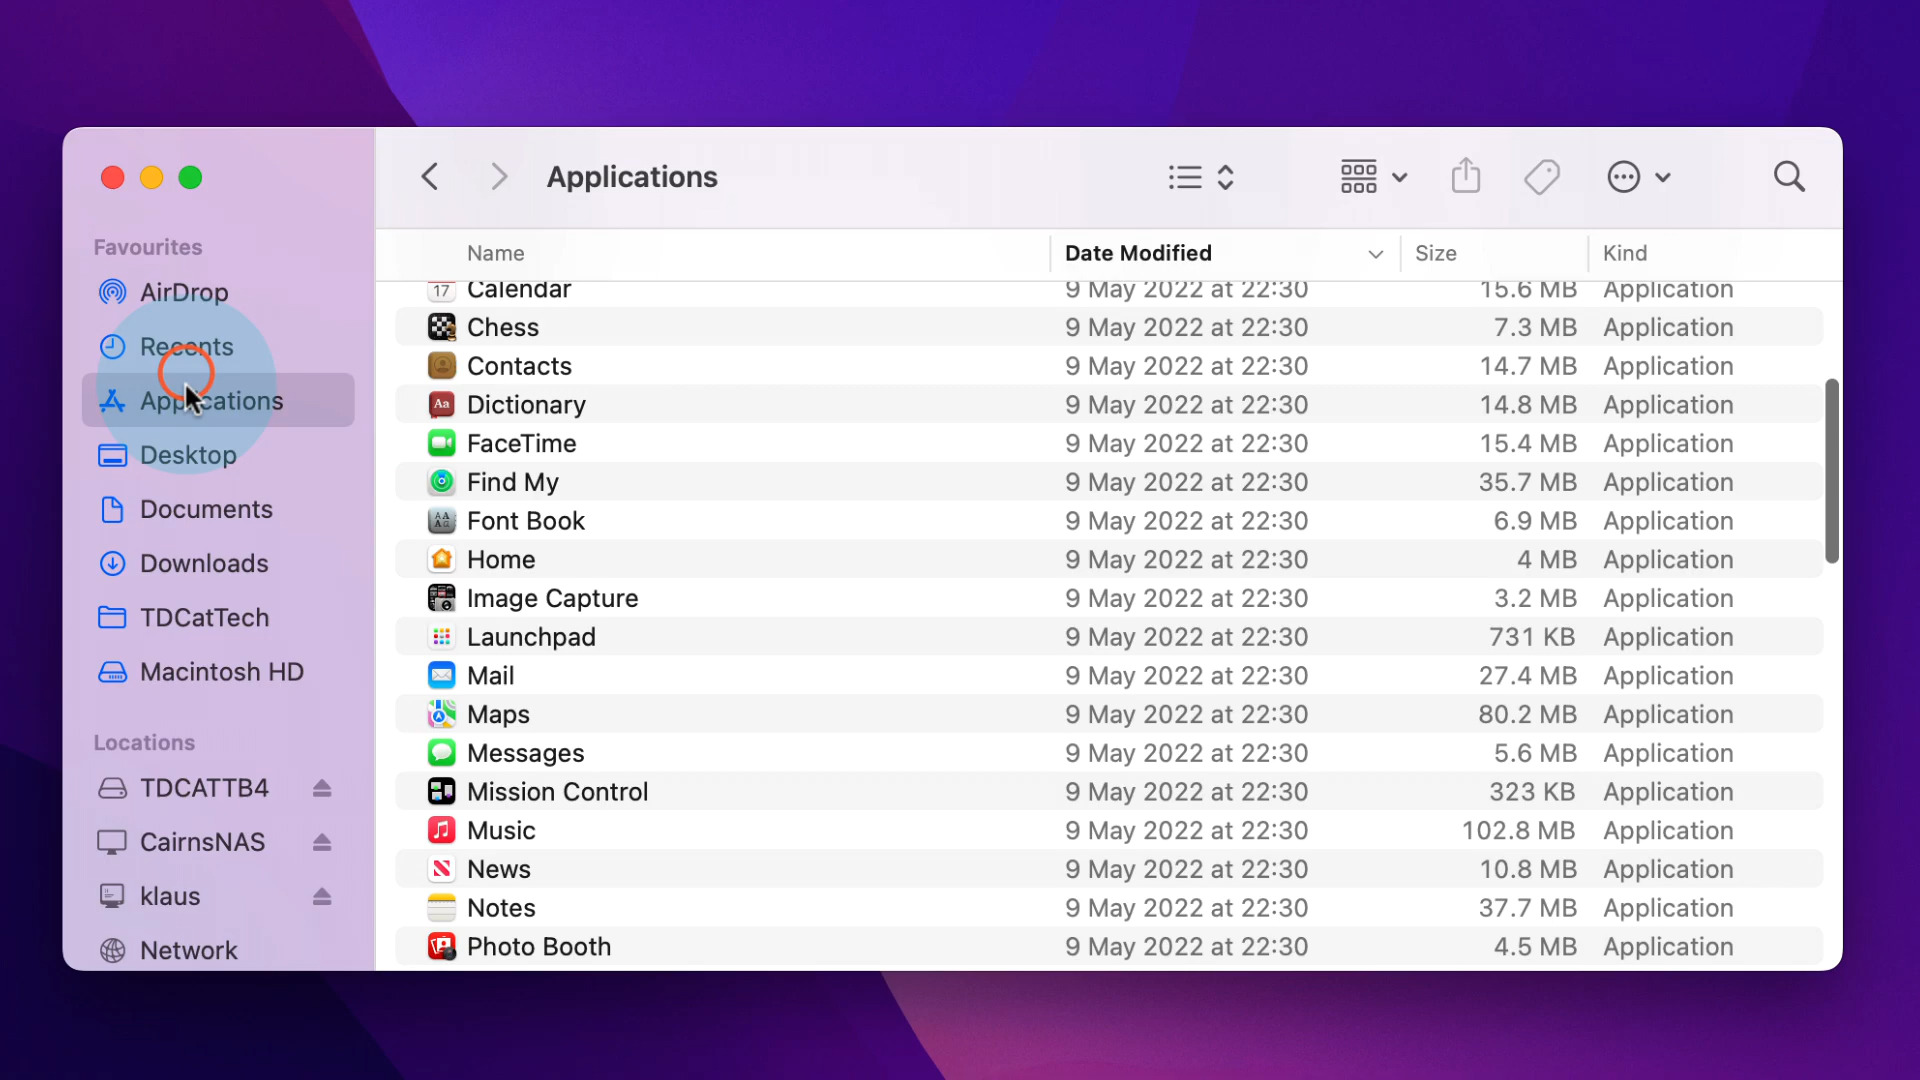 Applications
Favourites
AirDrop
Recents
Applications
Desktop
Documents
Downloads
TDCatTech
Macintosh HD
Locations
TDCATTB4
CairnsNAS
klaus
Network
Name Date Modified Size Kind
17 Calendar 9 May 2022 at 22:30 15.6 MB Application
Chess 9 May 2022 at 22:30 7.3 MB Application
Contacts 9 May 2022 at 22:30 14.7 MB Application
Aa Dictionary 9 May 2022 at 22:30 14.8 MB Application
FaceTime 9 May 2022 at 22:30 15.4 MB Application
Find My 9 May 2022 at 22:30 35.7 MB Application
Font Book 9 May 2022 at 22:30 6.9 MB Application
Home 9 May 2022 at 22:30 4 MB Application
Image Capture 9 May 2022 at 22:30 3.2 MB Application
Launchpad 9 May 2022 at 22:30 731 KB Application
Mail 9 May 2022 at 22:30 27.4 MB Application
Maps 9 May 2022 at 22:30 80.2 MB Application
Messages 9 May 2022 at 22:30 5.6 MB Application
Mission Control 9 May 2022 at 22:30 323 KB Application
Music 9 May 2022 at 22:30 102.8 MB Application
News 9 May 2022 at 22:30 10.8 MB Application
Notes 9 May 2022 at 22:30 37.7 MB Application
Photo Booth 9 May 2022 at 22:30 4.5 MB Application